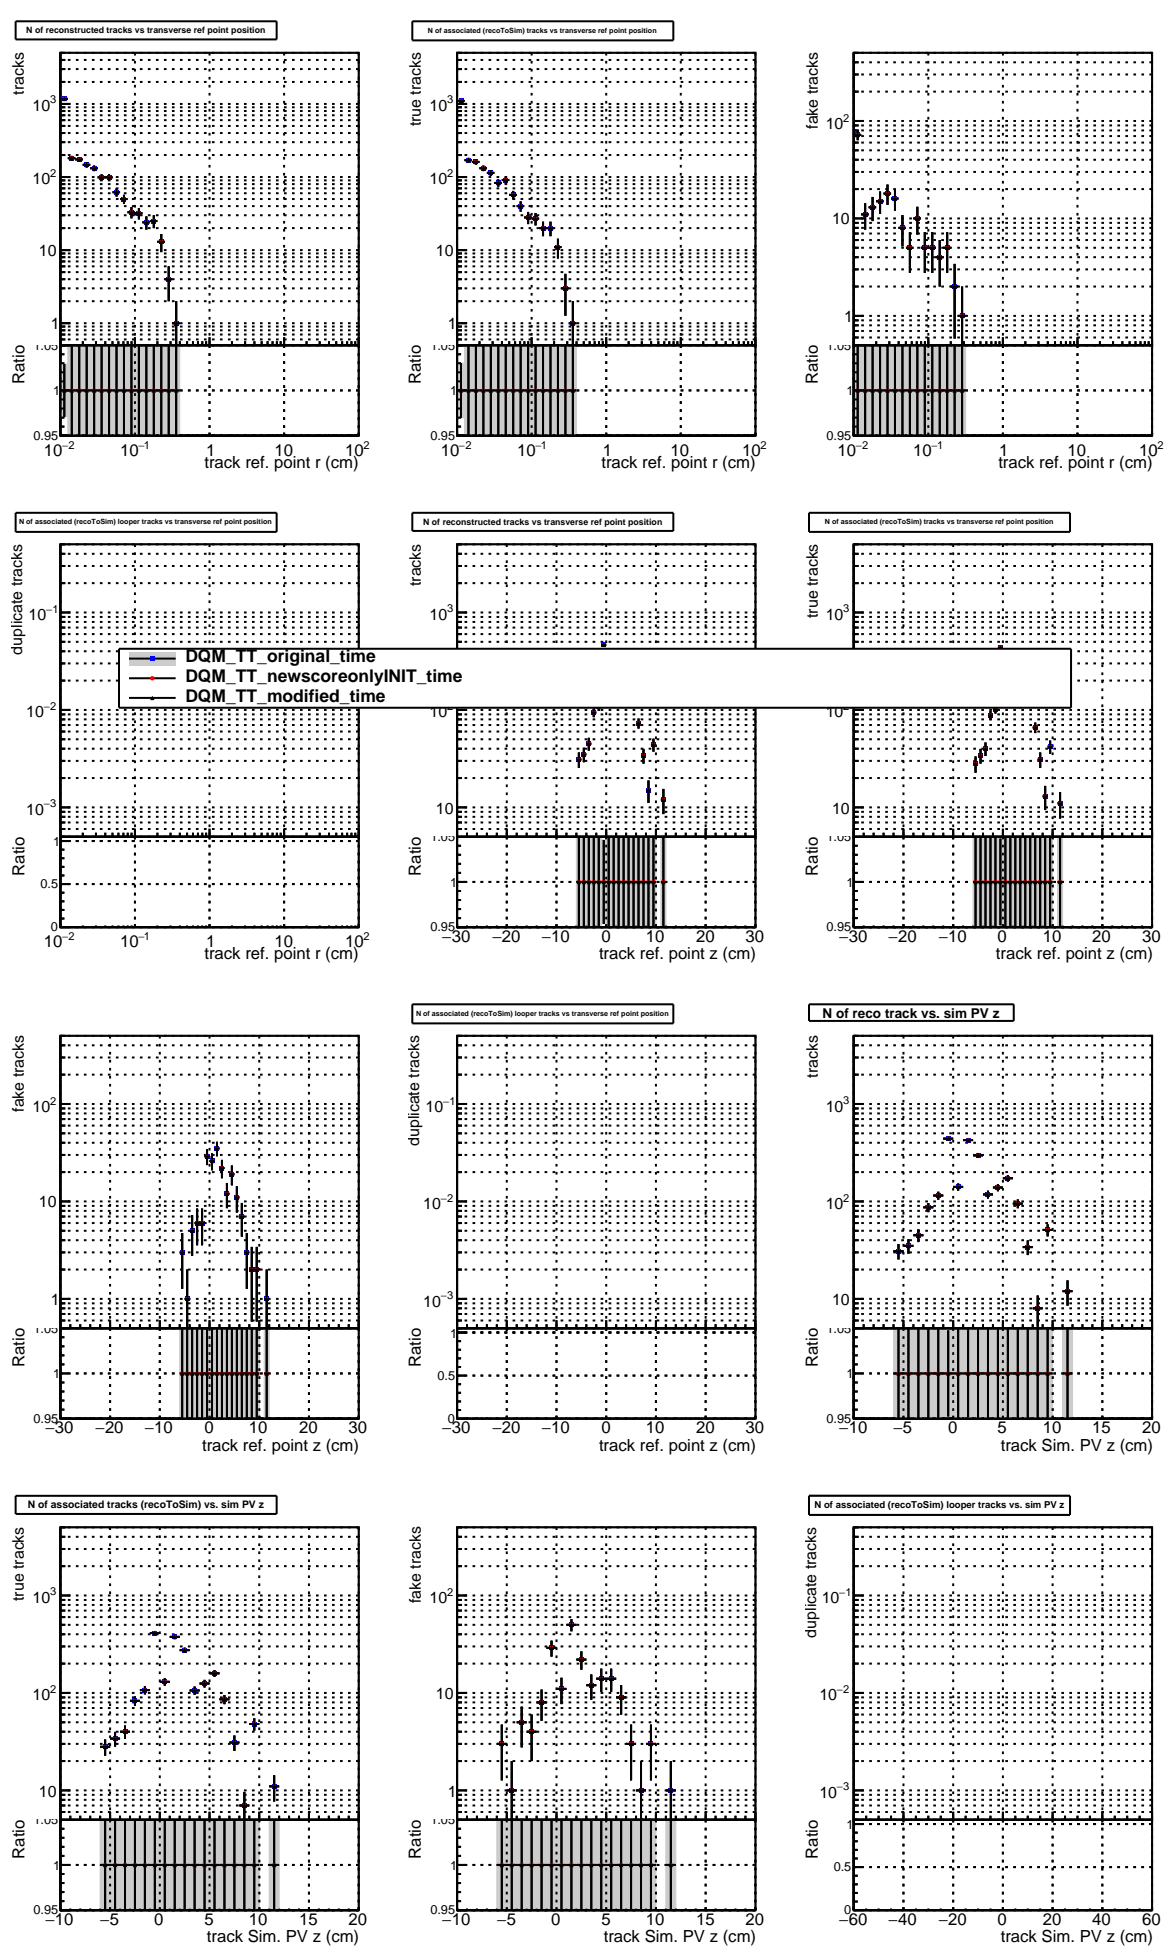 N of reconstructed tracks vs transverse ref point position
tracks
10³
10²
10
1
1.05
Ratio
1
0.95
10⁻² 10⁻¹ 1 10 10²
track ref. point r (cm)
N of associated (recoToSim) tracks vs transverse ref point position
true tracks
10³
10²
10
1
1.05
Ratio
1
0.95
10⁻² 10⁻¹ 1 10 10²
track ref. point r (cm)
fake tracks
10²
10
1
1.05
Ratio
1
0.95
10⁻² 10⁻¹ 1 10 10²
track ref. point r (cm)
N of associated (recoToSim) looper tracks vs transverse ref point position
duplicate tracks
10⁻¹
10⁻²
10⁻³
Ratio
1
0.5
0
10⁻² 10⁻¹ 1 10 10²
track ref. point r (cm)
N of reconstructed tracks vs transverse ref point position
tracks
10³
10
1.05
Ratio
1
0.95
−30 −20 −10 0 10 20 30
track ref. point z (cm)
N of associated (recoToSim) tracks vs transverse ref point position
true tracks
10³
10
1.05
Ratio
1
0.95
−30 −20 −10 0 10 20 30
track ref. point z (cm)
DQM_TT_original_time
DQM_TT_newscoreonlyINIT_time
DQM_TT_modified_time
fake tracks
10²
10
1
1.05
Ratio
1
0.95
−30 −20 −10 0 10 20 30
track ref. point z (cm)
N of associated (recoToSim) looper tracks vs transverse ref point position
duplicate tracks
10⁻¹
10⁻²
10⁻³
Ratio
1
0.5
0
−30 −20 −10 0 10 20 30
track ref. point z (cm)
N of reco track vs. sim PV z
tracks
10³
10²
10
1.05
Ratio
1
0.95
−10 −5 0 5 10 15 20
track Sim. PV z (cm)
N of associated tracks (recoToSim) vs. sim PV z
true tracks
10³
10²
10
1.05
Ratio
1
0.95
−10 −5 0 5 10 15 20
track Sim. PV z (cm)
fake tracks
10²
10
1
1.05
Ratio
1
0.95
−10 −5 0 5 10 15 20
track Sim. PV z (cm)
N of associated (recoToSim) looper tracks vs. sim PV z
duplicate tracks
10⁻¹
10⁻²
10⁻³
Ratio
1
0.5
0
−60 −40 −20 0 20 40 60
track Sim. PV z (cm)